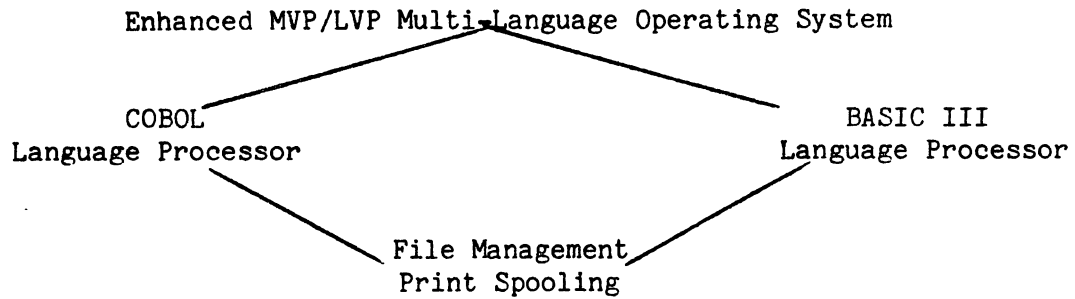 Enhanced MVP/LVP Multi-Language Operating System
COBOL
Language Processor
BASIC III
Language Processor
File Management
Print Spooling